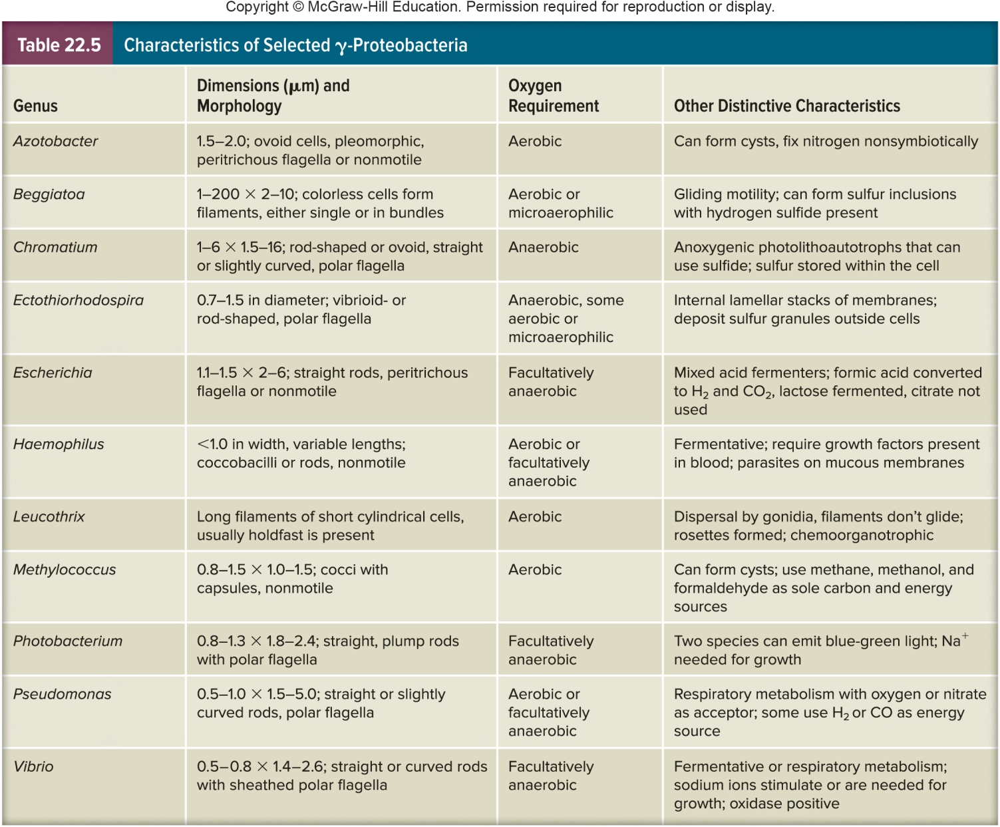 Copyright © McGraw-Hill Education. Permission required for reproduction or display.
Table 22.5 Characteristics of Selected γ-Proteobacteria
Genus
Dimensions (μm) and
Morphology
Oxygen
Requirement
Other Distinctive Characteristics
Azotobacter
1.5–2.0; ovoid cells, pleomorphic,
peritrichous flagella or nonmotile
Aerobic
Can form cysts, fix nitrogen nonsymbiotically
Beggiatoa
1–200 × 2–10; colorless cells form
filaments, either single or in bundles
Aerobic or
microaerophilic
Gliding motility; can form sulfur inclusions
with hydrogen sulfide present
Chromatium
1–6 × 1.5–16; rod-shaped or ovoid, straight
or slightly curved, polar flagella
Anaerobic
Anoxygenic photolithoautotrophs that can
use sulfide; sulfur stored within the cell
Ectothiorhodospira
0.7–1.5 in diameter; vibrioid- or
rod-shaped, polar flagella
Anaerobic, some
aerobic or
microaerophilic
Internal lamellar stacks of membranes;
deposit sulfur granules outside cells
Escherichia
1.1–1.5 × 2–6; straight rods, peritrichous
flagella or nonmotile
Facultatively
anaerobic
Mixed acid fermenters; formic acid converted
to H₂ and CO₂, lactose fermented, citrate not
used
Haemophilus
<1.0 in width, variable lengths;
coccobacilli or rods, nonmotile
Aerobic or
facultatively
anaerobic
Fermentative; require growth factors present
in blood; parasites on mucous membranes
Leucothrix
Long filaments of short cylindrical cells,
usually holdfast is present
Aerobic
Dispersal by gonidia, filaments don’t glide;
rosettes formed; chemoorganotrophic
Methylococcus
0.8–1.5 × 1.0–1.5; cocci with
capsules, nonmotile
Aerobic
Can form cysts; use methane, methanol, and
formaldehyde as sole carbon and energy
sources
Photobacterium
0.8–1.3 × 1.8–2.4; straight, plump rods
with polar flagella
Facultatively
anaerobic
Two species can emit blue-green light; Na⁺
needed for growth
Pseudomonas
0.5–1.0 × 1.5–5.0; straight or slightly
curved rods, polar flagella
Aerobic or
facultatively
anaerobic
Respiratory metabolism with oxygen or nitrate
as acceptor; some use H₂ or CO as energy
source
Vibrio
0.5–0.8 × 1.4–2.6; straight or curved rods
with sheathed polar flagella
Facultatively
anaerobic
Fermentative or respiratory metabolism;
sodium ions stimulate or are needed for
growth; oxidase positive